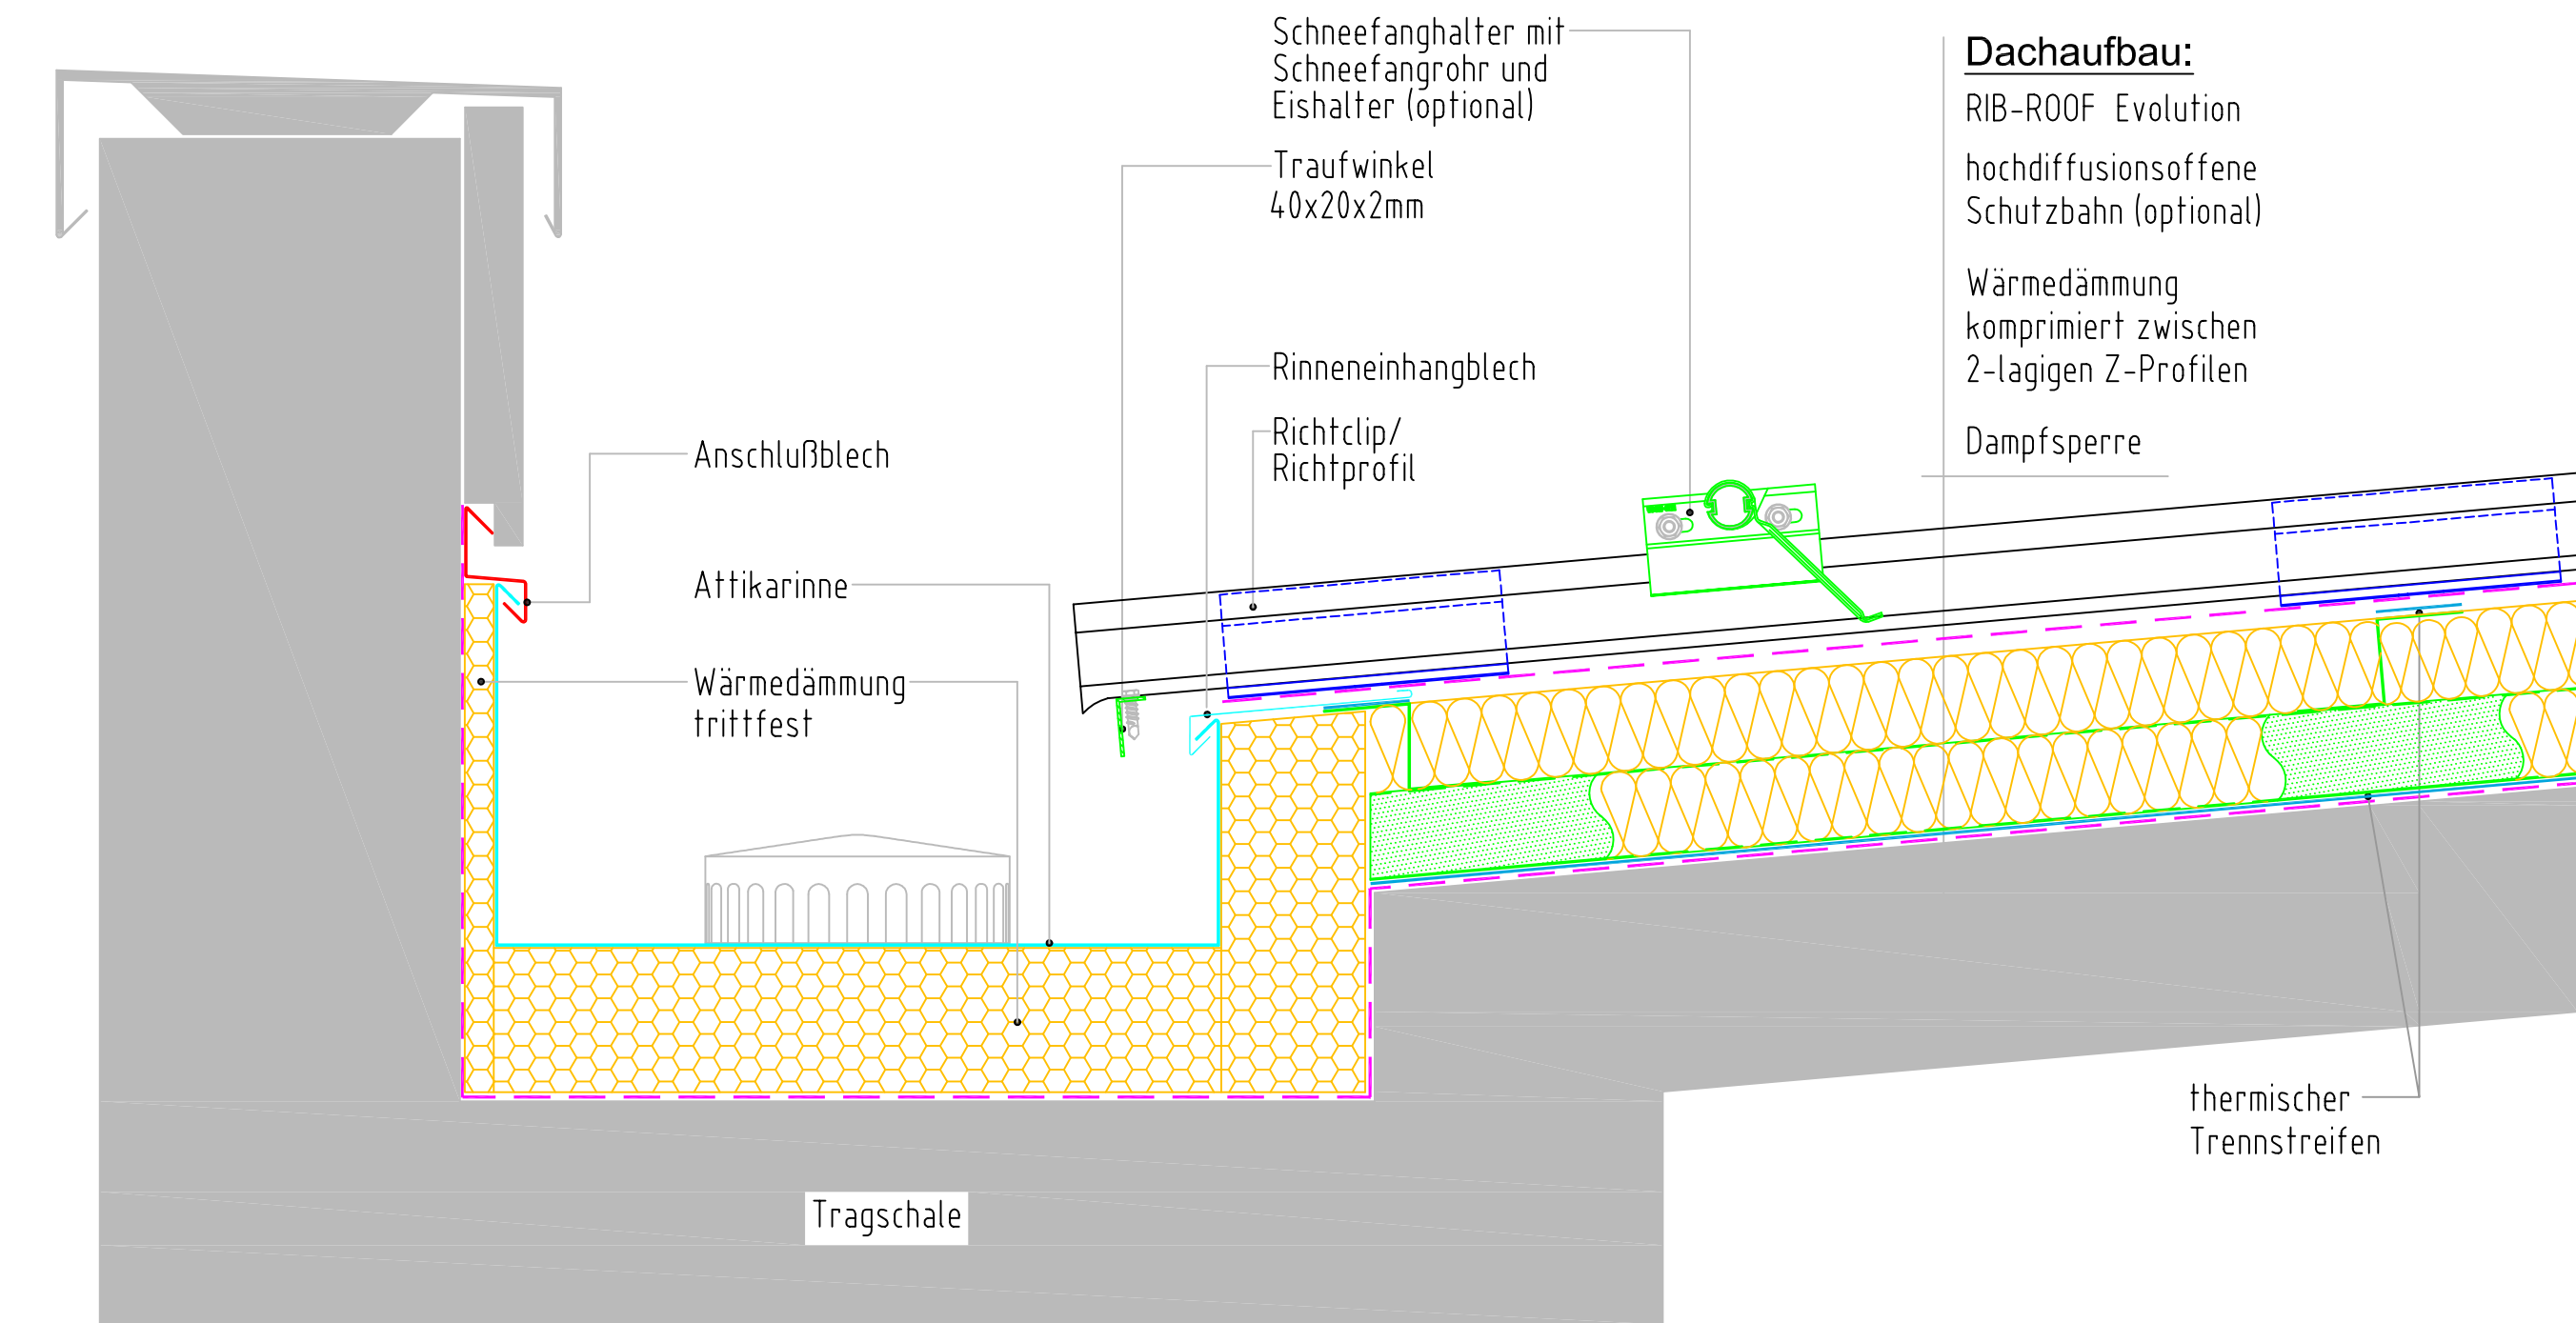 Schneefanghalter mit
Schneefangrohr und
Eishalter (optional)
Traufwinkel
40x20x2mm
Rinneneinhangblech
Richtclip/
Richtprofil
Anschlußblech
Attikarinne
Wärmedämmung
trittfest
Dachaufbau:
RIB-ROOF Evolution
hochdiffusionsoffene
Schutzbahn (optional)
Wärmedämmung
komprimiert zwischen
2-lagigen Z-Profilen
Dampfsperre
thermischer
Trennstreifen
Tragschale